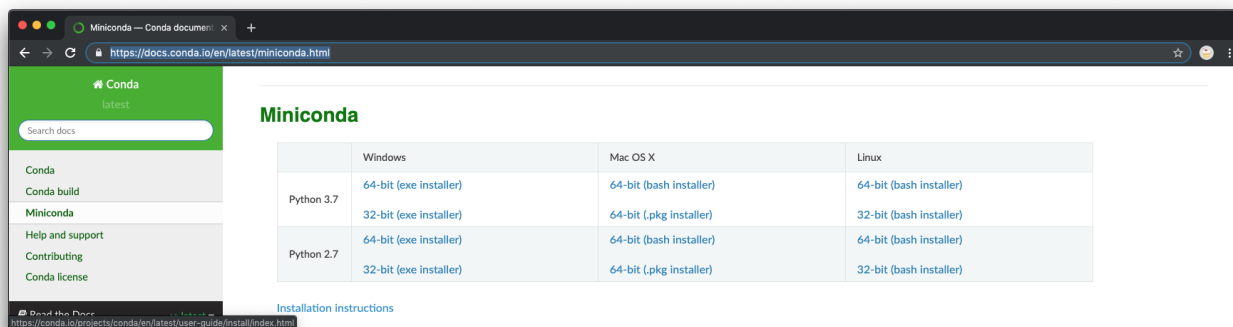 Miniconda — Conda document
https://docs.conda.io/en/latest/miniconda.html
Conda
latest
Search docs
Conda
Conda build
Miniconda
Help and support
Contributing
Conda license
Read the Docs
https://conda.io/projects/conda/en/latest/user-guide/install/index.html
Miniconda
Windows Mac OS X Linux
Python 3.7
64-bit (exe installer) 64-bit (bash installer) 64-bit (bash installer)
32-bit (exe installer) 64-bit (.pkg installer) 32-bit (bash installer)
Python 2.7
64-bit (exe installer) 64-bit (bash installer) 64-bit (bash installer)
32-bit (exe installer) 64-bit (.pkg installer) 32-bit (bash installer)
Installation instructions